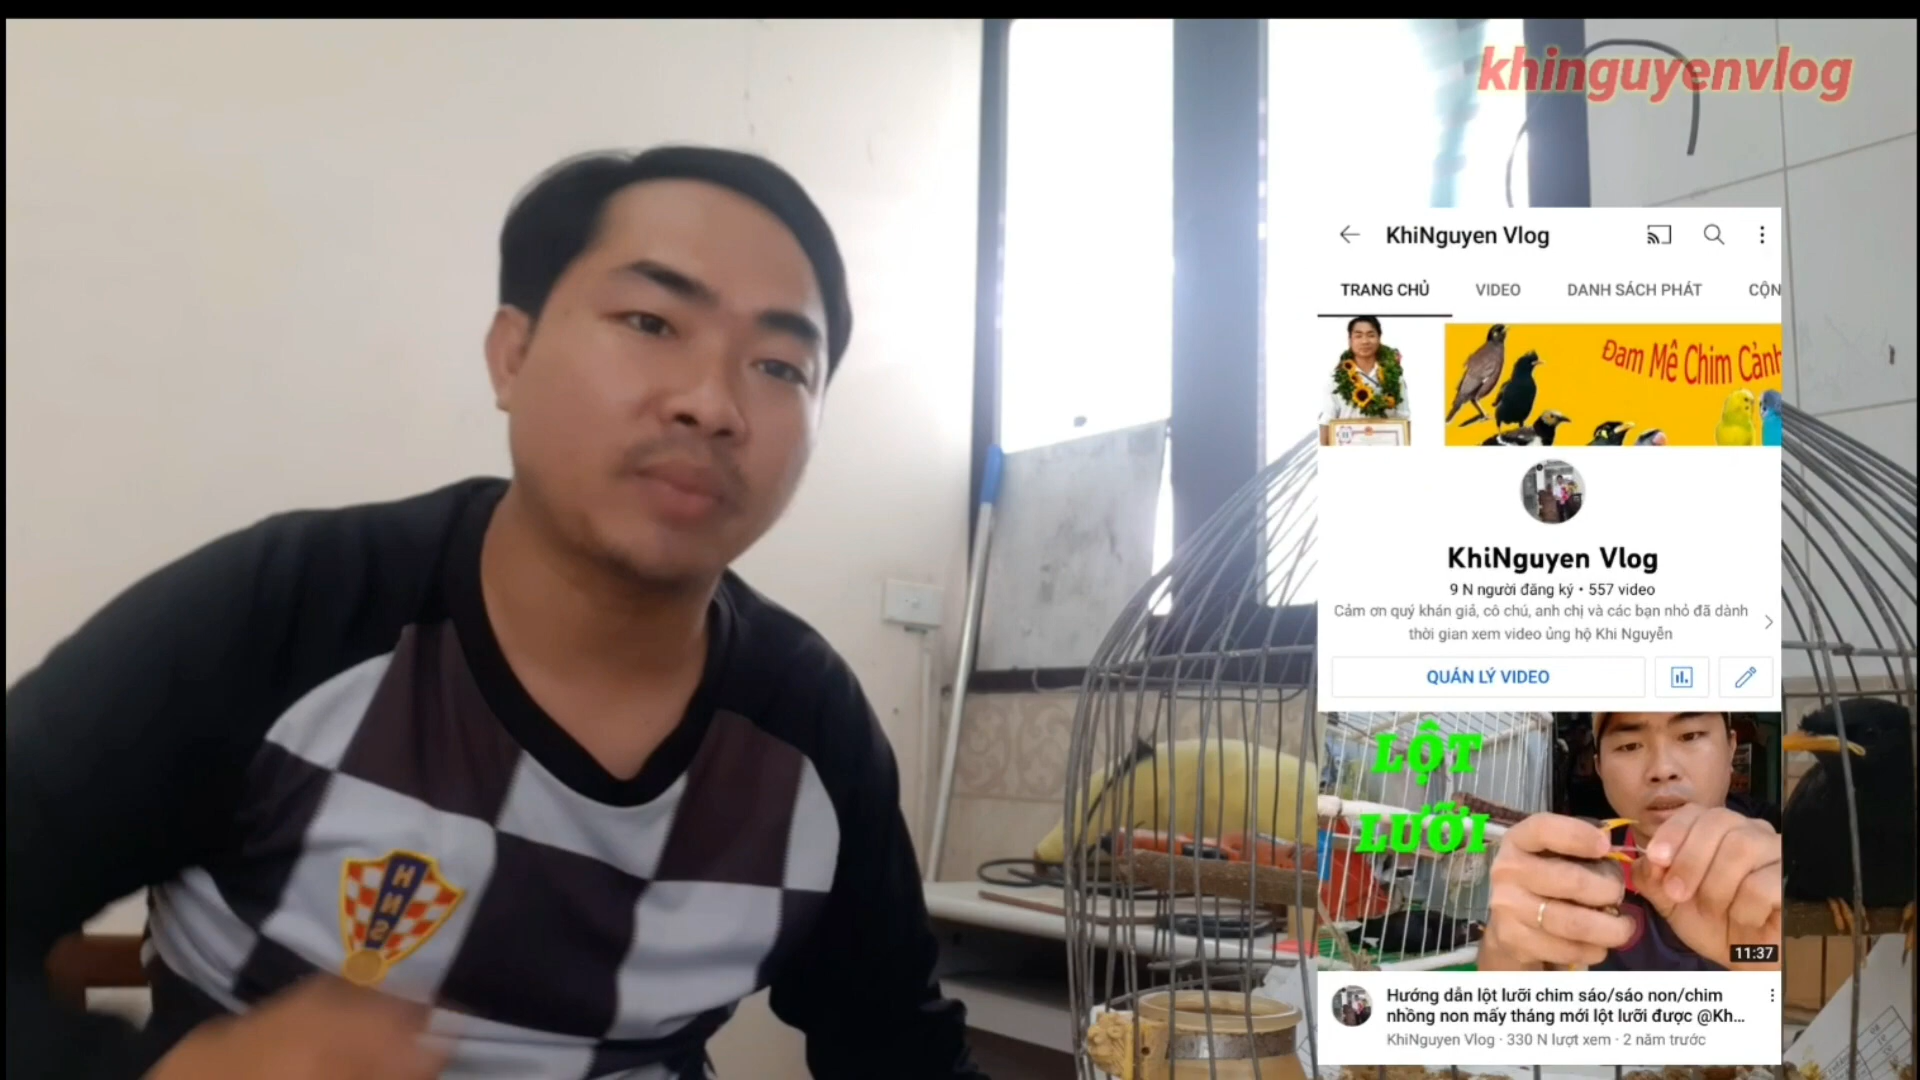 khinguyenvlog
KhiNguyen Vlog
TRANG CHỦ VIDEO DANH SÁCH PHÁT CỘN
Đam Mê Chim Cảnh
KhiNguyen Vlog
9 N người đăng ký • 557 video
Cảm ơn quý khán giả, cô chú, anh chị và các bạn nhỏ đã dành
thời gian xem video ủng hộ Khi Nguyễn
QUẢN LÝ VIDEO
LỘT
LƯỠI
11:37
Hướng dẫn lột lưỡi chim sáo/sáo non/chim
nhồng non mấy tháng mới lột lưỡi được @Kh...
KhiNguyen Vlog · 330 N lượt xem · 2 năm trước